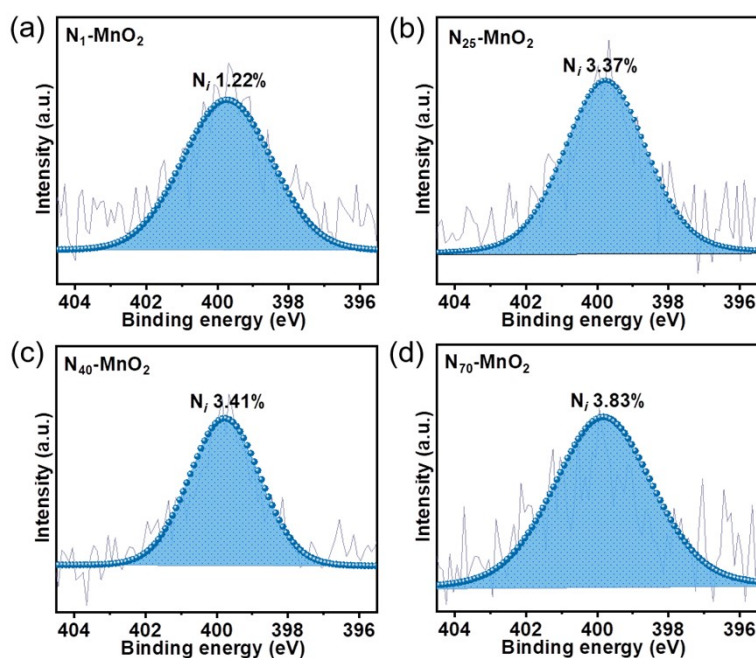 (a)
N₁-MnO₂
Nᵢ 1.22%
Intensity (a.u.)
404 402 400 398 396
Binding energy (eV)
(b)
N₂₅-MnO₂
Nᵢ 3.37%
Intensity (a.u.)
404 402 400 398 396
Binding energy (eV)
(c)
N₄₀-MnO₂
Nᵢ 3.41%
Intensity (a.u.)
404 402 400 398 396
Binding energy (eV)
(d)
N₇₀-MnO₂
Nᵢ 3.83%
Intensity (a.u.)
404 402 400 398 396
Binding energy (eV)